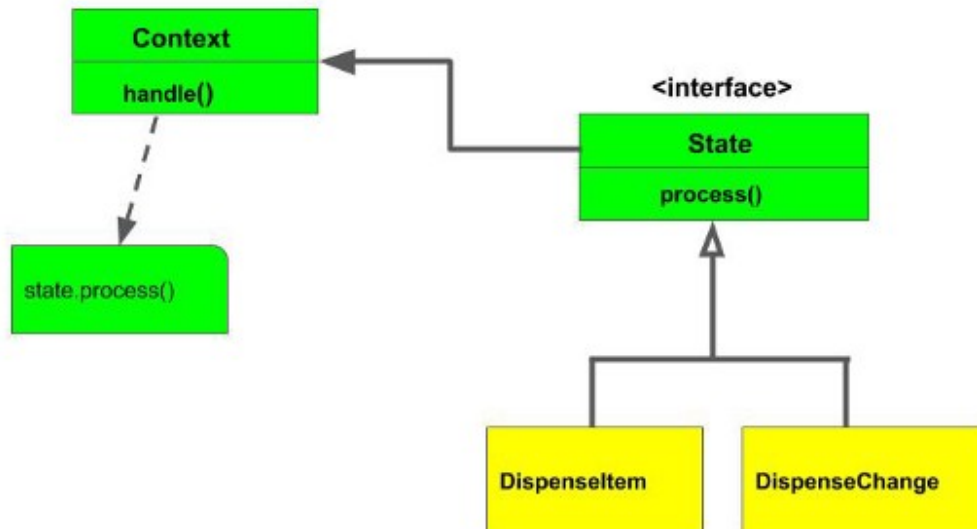 Context
handle()
<interface>
State
process()
state.process()
DispenseItem
DispenseChange